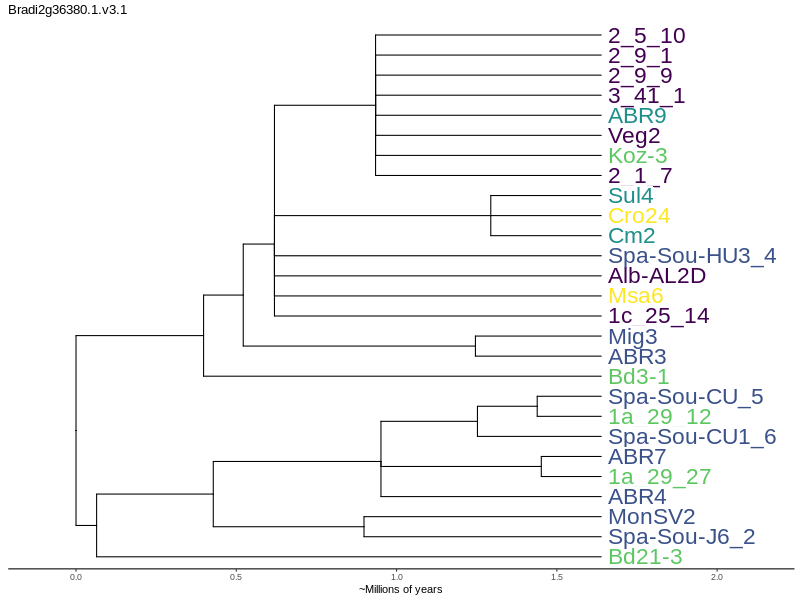 Bradi2g36380.1.v3.1
2_5_10
2_9_1
2_9_9
3_41_1
ABR9
Veg2
Koz-3
2_1_7
Sul4
Cro24
Cm2
Spa-Sou-HU3_4
Alb-AL2D
Msa6
1c_25_14
Mig3
ABR3
Bd3-1
Spa-Sou-CU_5
1a_29_12
Spa-Sou-CU1_6
ABR7
1a_29_27
ABR4
MonSV2
Spa-Sou-J6_2
Bd21-3
0.0 0.5 1.0 1.5 2.0
~Millions of years